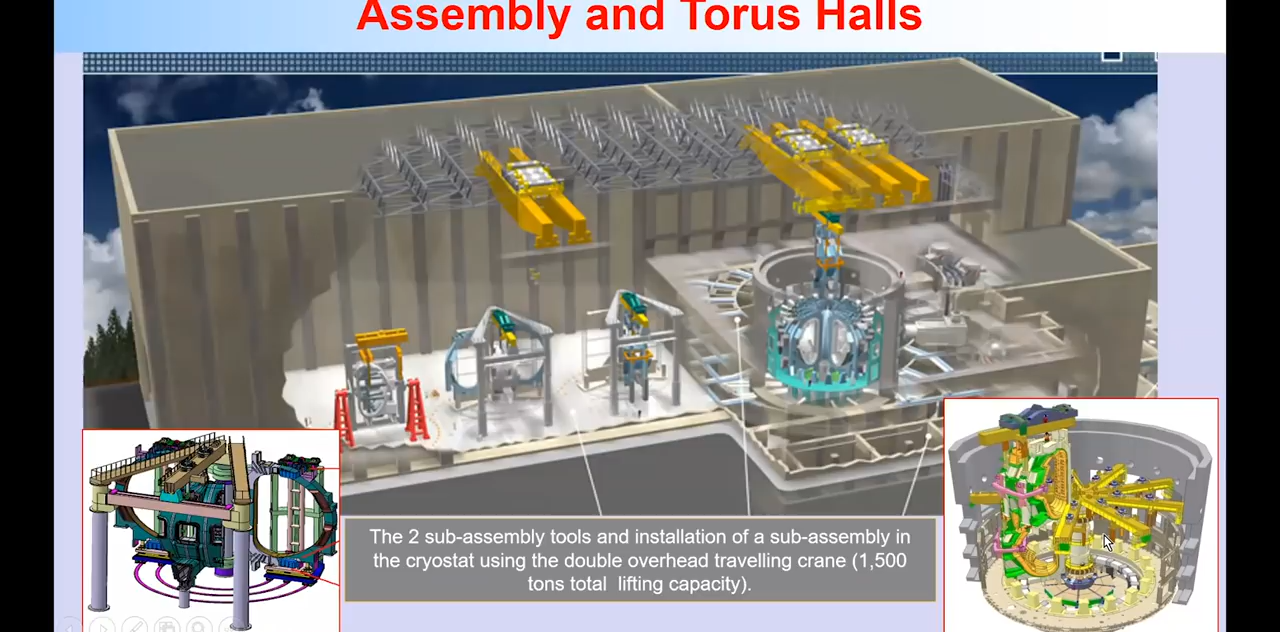 Assembly and Torus Halls
The 2 sub-assembly tools and installation of a sub-assembly in
the cryostat using the double overhead travelling crane (1,500
tons total lifting capacity).